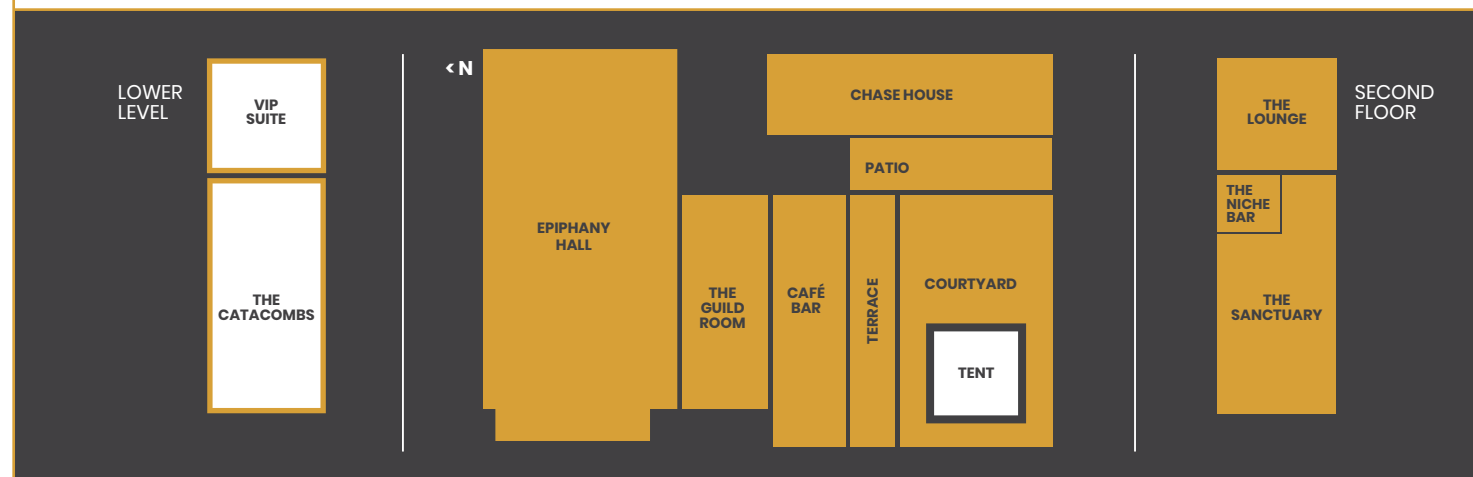 LOWER
LEVEL
VIP
SUITE
THE
CATACOMBS
< N
EPIPHANY
HALL
THE
GUILD
ROOM
CAFÉ
BAR
CHASE HOUSE
PATIO
TERRACE
COURTYARD
TENT
THE
LOUNGE
SECOND
FLOOR
THE
NICHE
BAR
THE
SANCTUARY